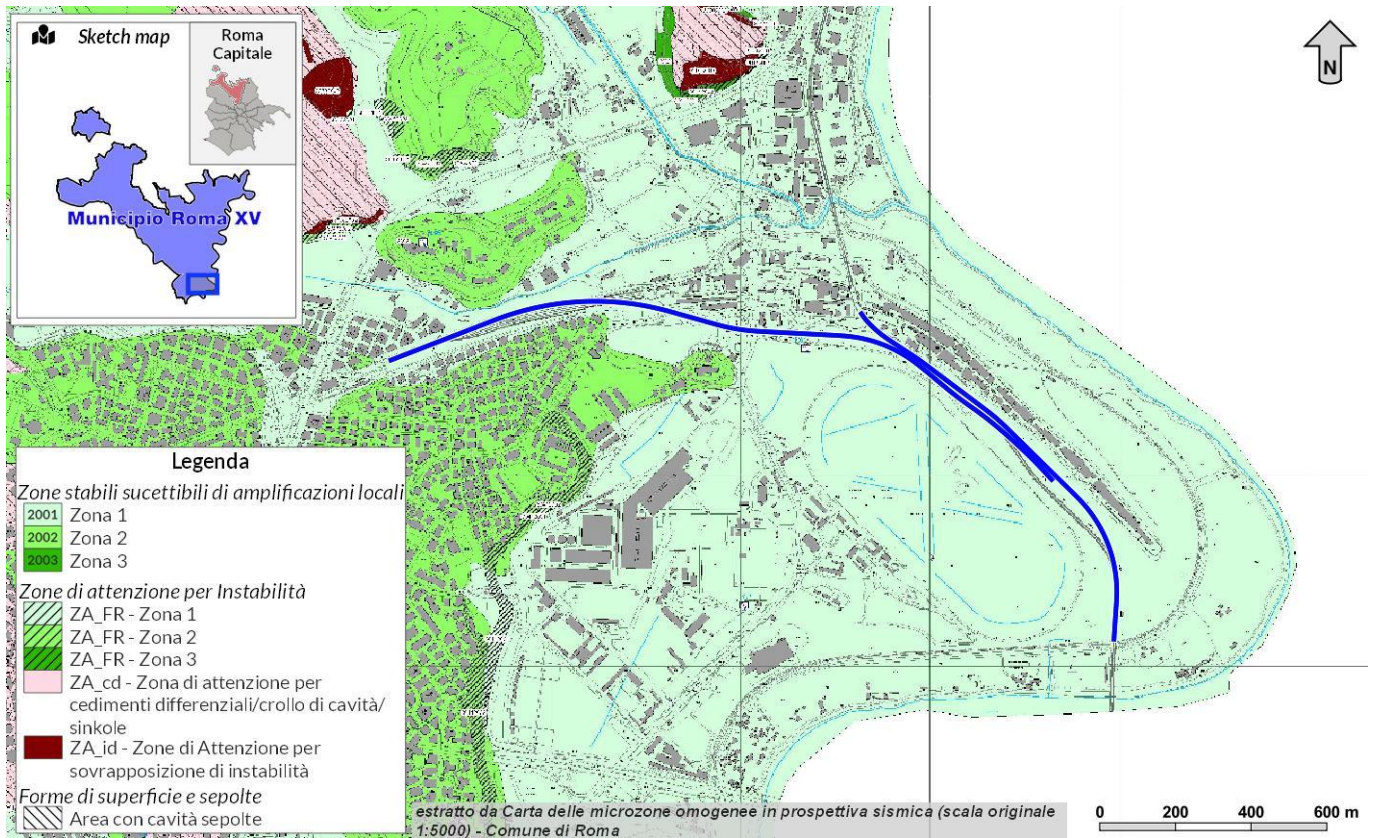 Sketch map
Roma
Capitale
Municipio Roma XV
N
Legenda
Zone stabili sucettibili di amplificazioni locali
2001 Zona 1
2002 Zona 2
2003 Zona 3
Zone di attenzione per Instabilità
ZA_FR - Zona 1
ZA_FR - Zona 2
ZA_FR - Zona 3
ZA_cd - Zona di attenzione per
cedimenti differenziali/crollo di cavità/
sinkole
ZA_id - Zone di Attenzione per
sovrapposizione di instabilità
Forme di superficie e sepolte
Area con cavità sepolte
estratto da Carta delle microzone omogenee in prospettiva sismica (scala originale
1:5000) - Comune di Roma
0 200 400 600 m